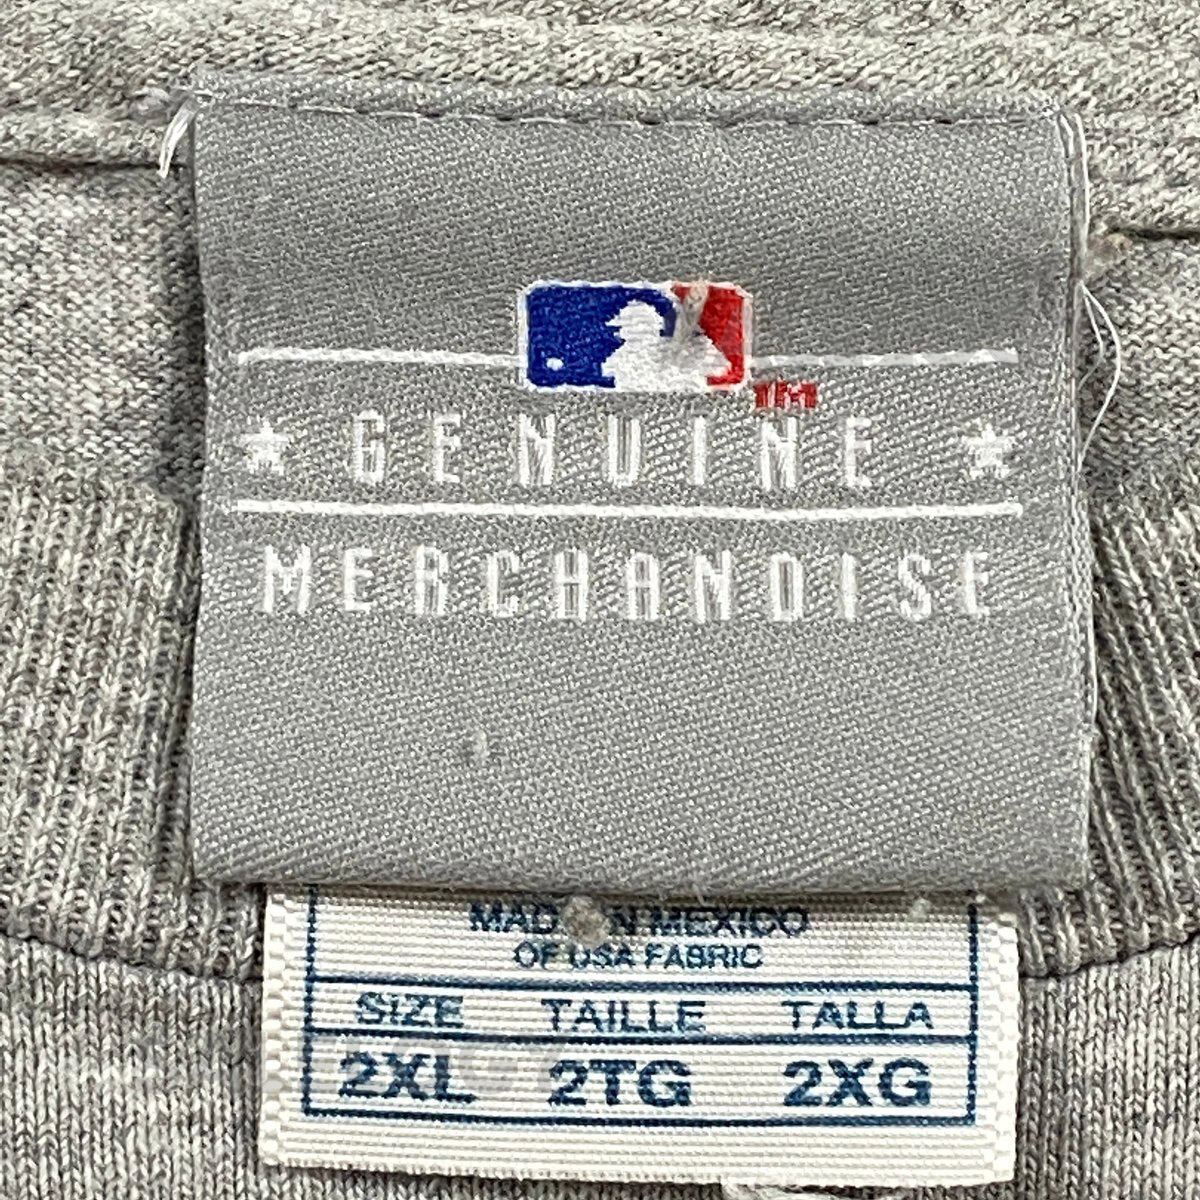 TM
★ GENUINE ★
MERCHANDISE
MADE IN MEXICO
OF USA FABRIC
SIZE TAILLE TALLA
2XL 2TG 2XG